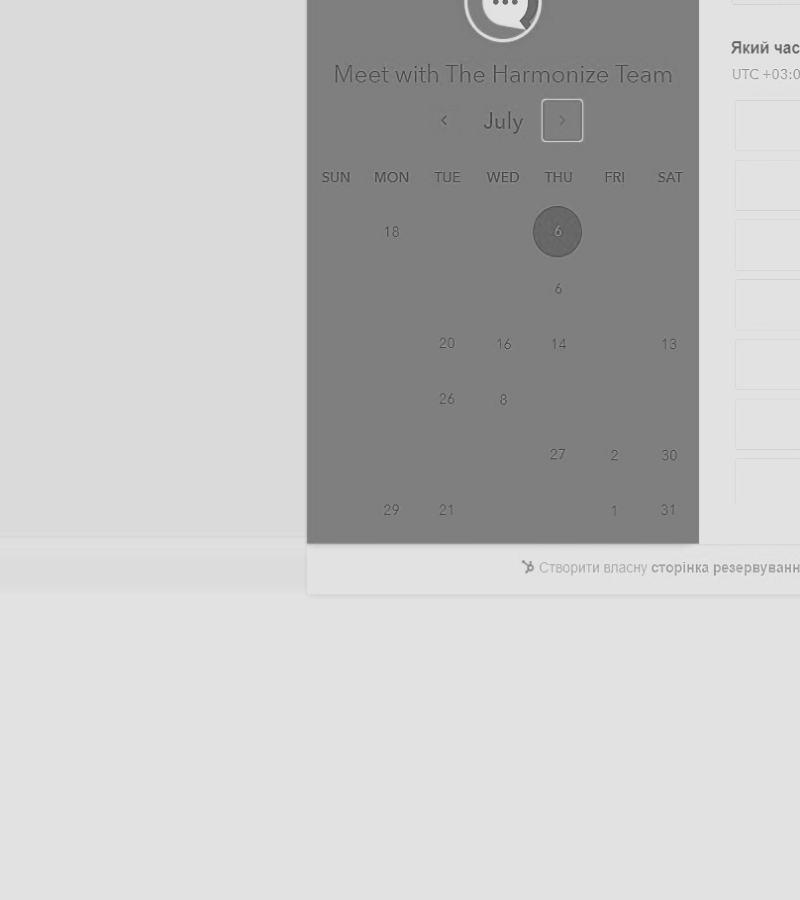 Meet with The Harmonize Team
July
SUN MON TUE WED THU FRI SAT
18 6
6
20 16 14 13
26 8
27 2 30
29 21 1 31
Який час
UTC +03:0
Створити власну сторінка резервуванн